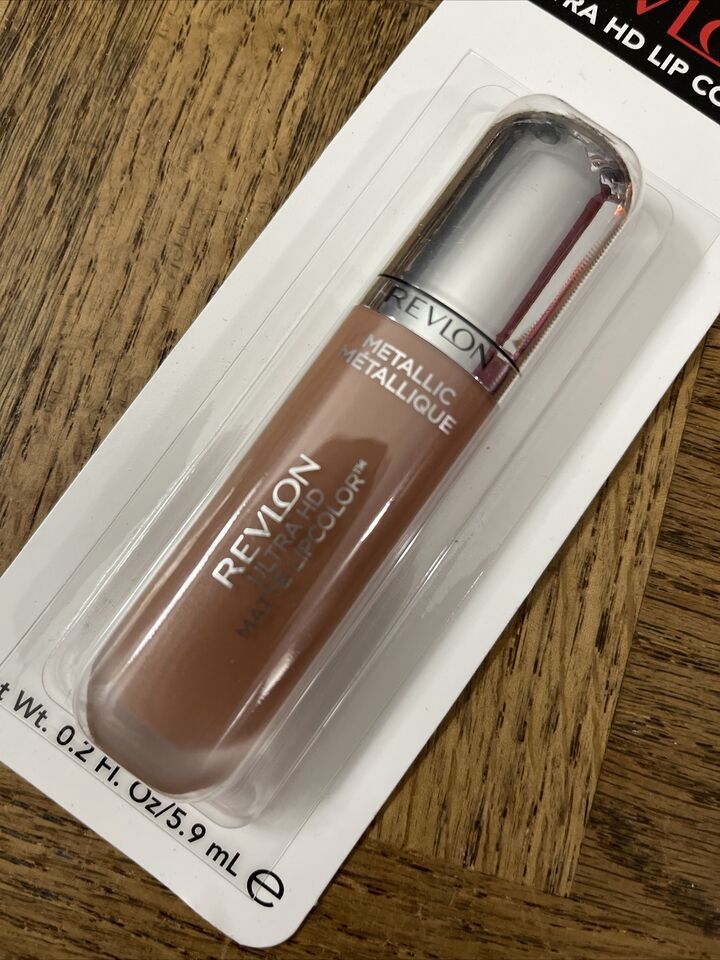 RA HD LIP CO
REVLON
METALLIC
MÉTALLIQUE
REVLON
ULTRA HD
MATTE LIPCOLOR™
t Wt. 0.2 Fl. Oz/5.9 mL ℮